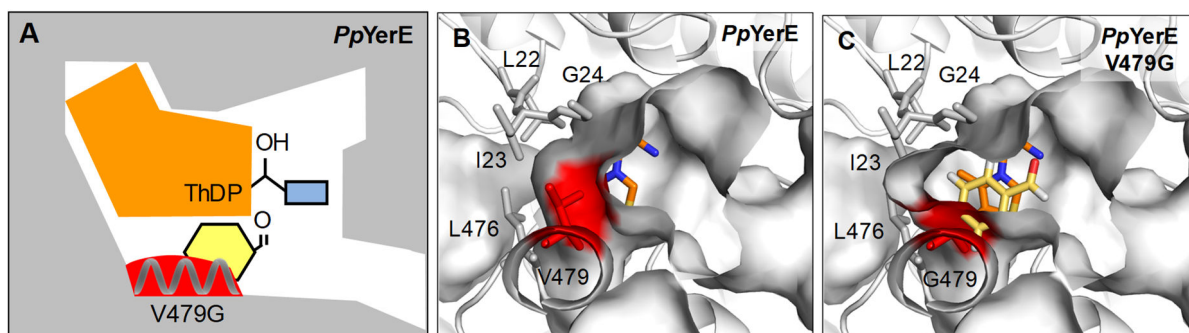 A
PpYerE
OH
ThDP
O
V479G
B
PpYerE
L22
G24
I23
L476
V479
C
PpYerE
V479G
L22
G24
I23
L476
G479